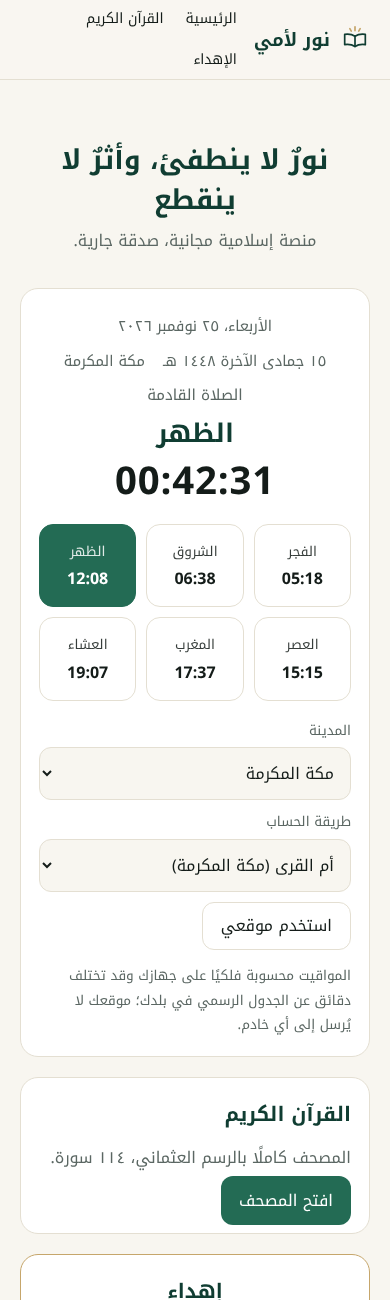 نور لأمي
الرئيسية القرآن الكريم
الإهداء
نورٌ لا ينطفئ، وأثرٌ لا
ينقطع
منصة إسلامية مجانية، صدقة جارية.
الأربعاء، ٢٥ نوفمبر ٢٠٢٦
١٥ جمادى الآخرة ١٤٤٨ هـ مكة المكرمة
الصلاة القادمة
الظهر
00:42:31
الفجر الشروق الظهر
05:18 06:38 12:08
العصر المغرب العشاء
15:15 17:37 19:07
المدينة
مكة المكرمة
طريقة الحساب
أم القرى (مكة المكرمة)
استخدم موقعي
المواقيت محسوبة فلكيًا على جهازك وقد تختلف
دقائق عن الجدول الرسمي في بلدك؛ موقعك لا
يُرسل إلى أي خادم.
القرآن الكريم
المصحف كاملًا بالرسم العثماني، ١١٤ سورة.
افتح المصحف
إهداء